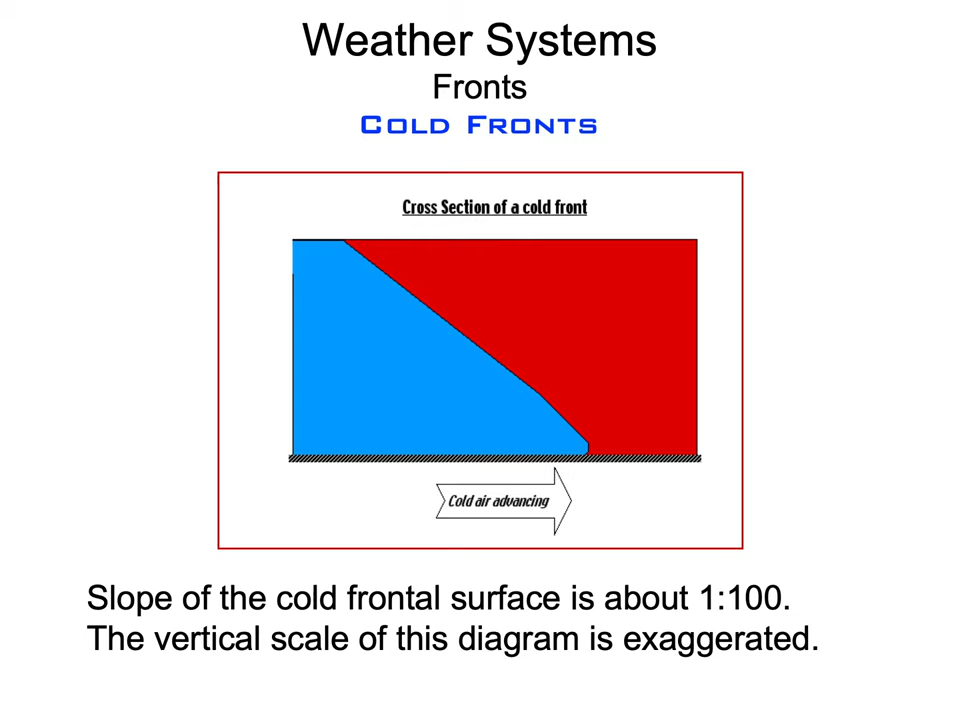 Weather Systems
Fronts
COLD FRONTS
Cross Section of a cold front
Cold air advancing
Slope of the cold frontal surface is about 1:100.
The vertical scale of this diagram is exaggerated.